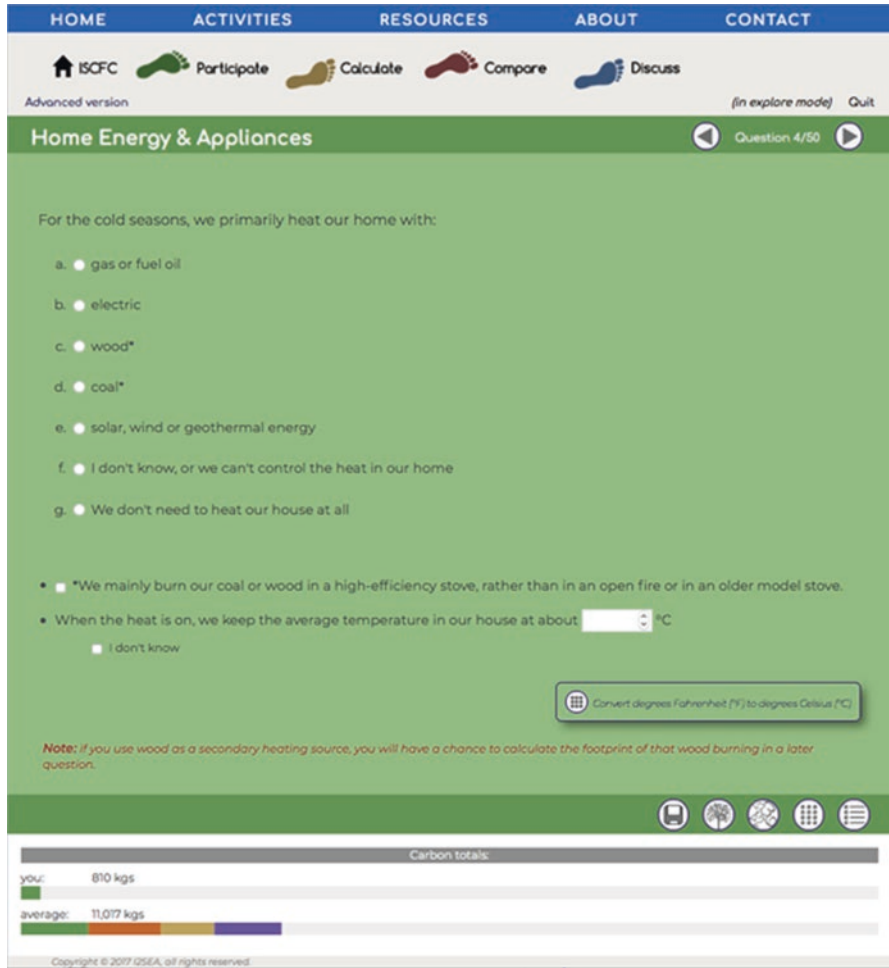 HOME ACTIVITIES RESOURCES ABOUT CONTACT
ISCFC Participate Calculate Compare Discuss
Advanced version (in explore mode) Quit
Home Energy & Appliances Question 4/50
For the cold seasons, we primarily heat our home with:
a. gas or fuel oil
b. electric
c. wood*
d. coal*
e. solar, wind or geothermal energy
f. I don't know, or we can't control the heat in our home
g. We don't need to heat our house at all
• *We mainly burn our coal or wood in a high-efficiency stove, rather than in an open fire or in an older model stove.
• When the heat is on, we keep the average temperature in our house at about °C
I don't know
Convert degrees Fahrenheit (°F) to degrees Celsius (°C)
Note: if you use wood as a secondary heating source, you will have a chance to calculate the footprint of that wood burning in a later
question.
Carbon totals:
you: 810 kgs
average: 11,017 kgs
Copyright © 2017 I2SEA, all rights reserved.